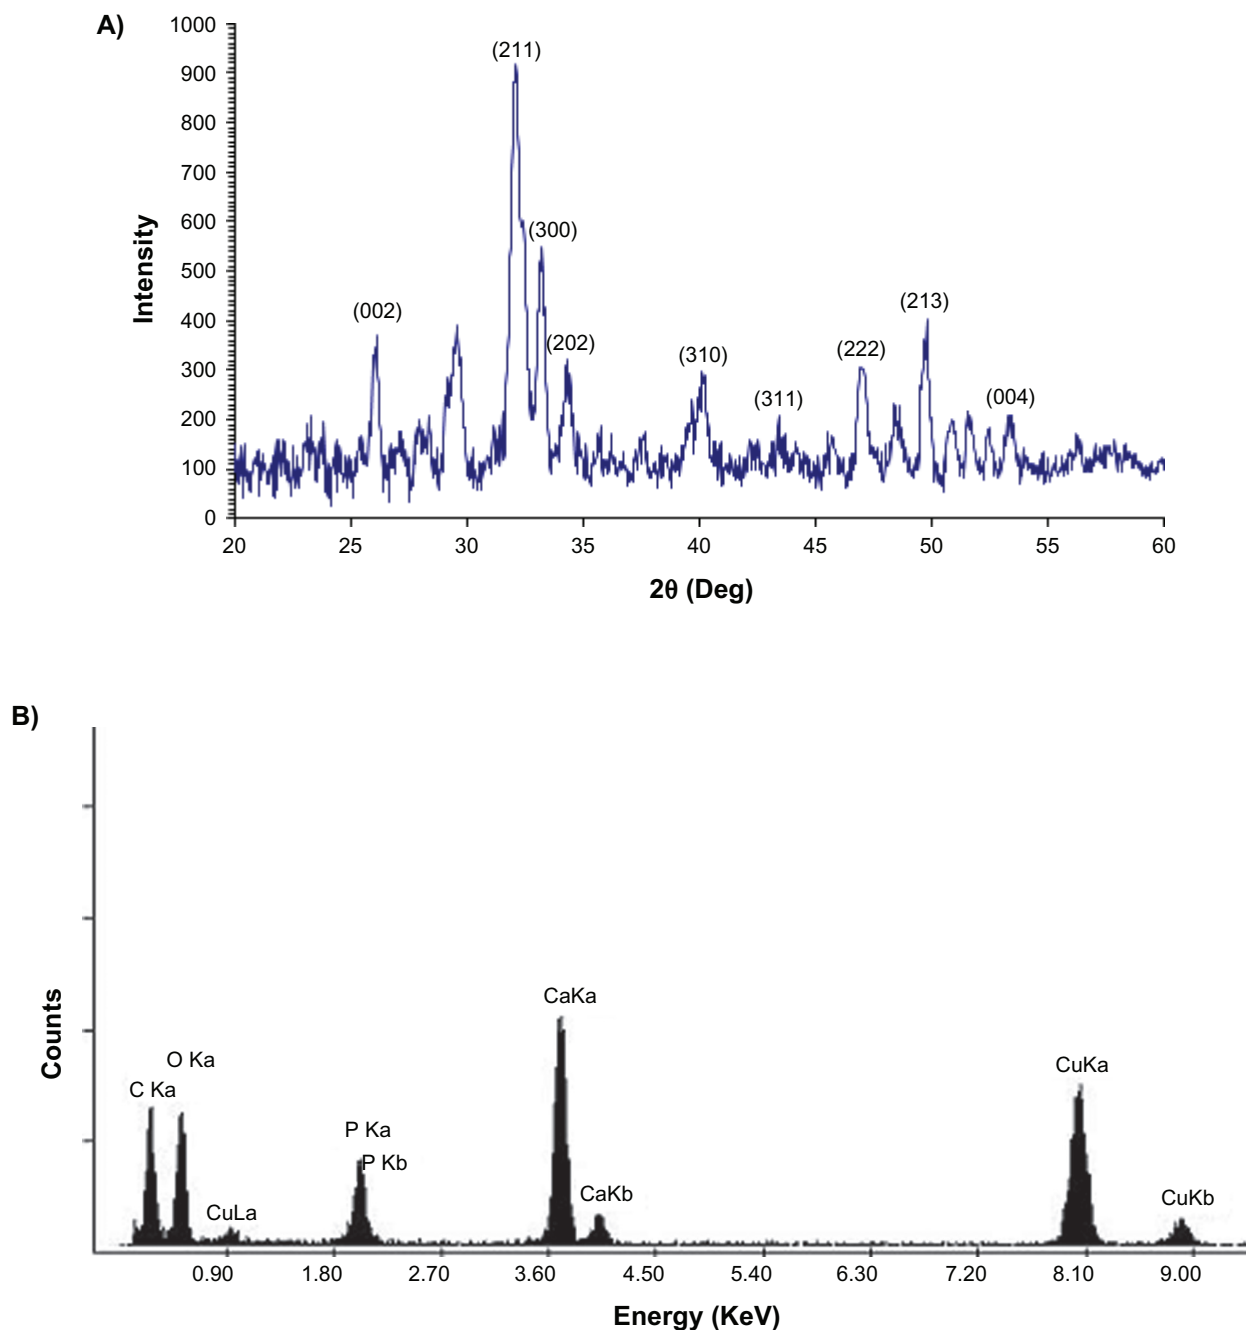 A)
1000
900
800
700
600
500
400
300
200
100
0
Intensity
(211)
(300)
(002)
(202)
(310)
(311)
(222)
(213)
(004)
20 25 30 35 40 45 50 55 60
2θ (Deg)
B)
Counts
CaKa
O Ka
CuKa
C Ka
P Ka
P Kb
CaKb
CuKb
CuLa
0.90 1.80 2.70 3.60 4.50 5.40 6.30 7.20 8.10 9.00
Energy (KeV)